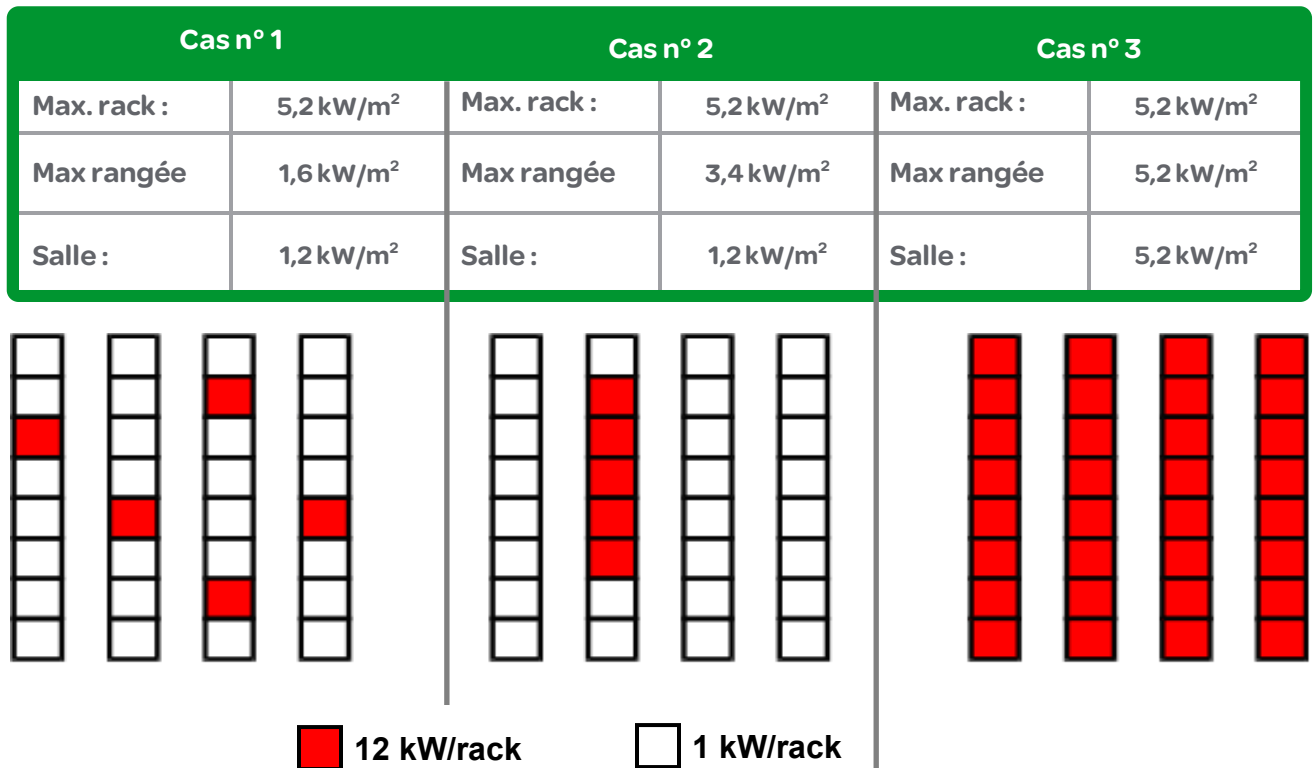 Cas n° 1
Cas n° 2
Cas n° 3
Max. rack : 5,2 kW/m² Max. rack : 5,2 kW/m² Max. rack : 5,2 kW/m²
Max rangée 1,6 kW/m² Max rangée 3,4 kW/m² Max rangée 5,2 kW/m²
Salle : 1,2 kW/m² Salle : 1,2 kW/m² Salle : 5,2 kW/m²
12 kW/rack 1 kW/rack